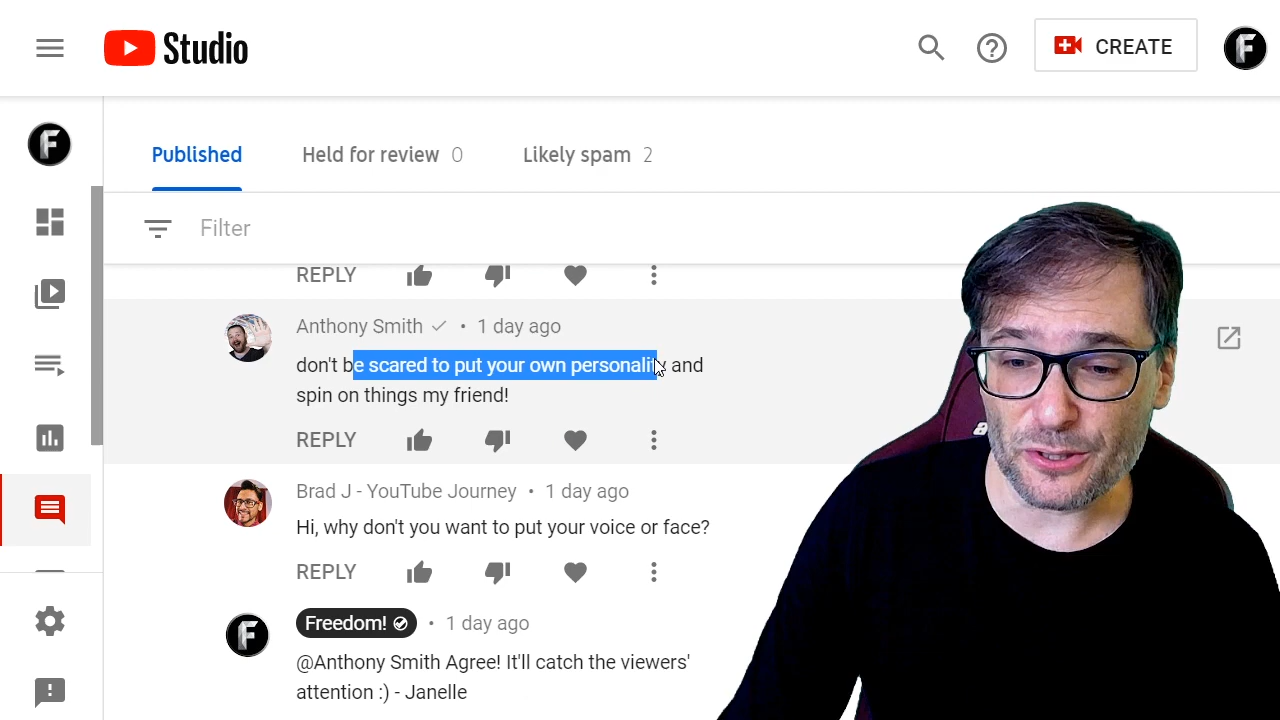 Studio
CREATE
Published
Held for review 0
Likely spam 2
Filter
REPLY
Anthony Smith • 1 day ago
don't be scared to put your own personality and
spin on things my friend!
REPLY
Brad J - YouTube Journey • 1 day ago
Hi, why don't you want to put your voice or face?
REPLY
Freedom! • 1 day ago
@Anthony Smith Agree! It'll catch the viewers'
attention :) - Janelle